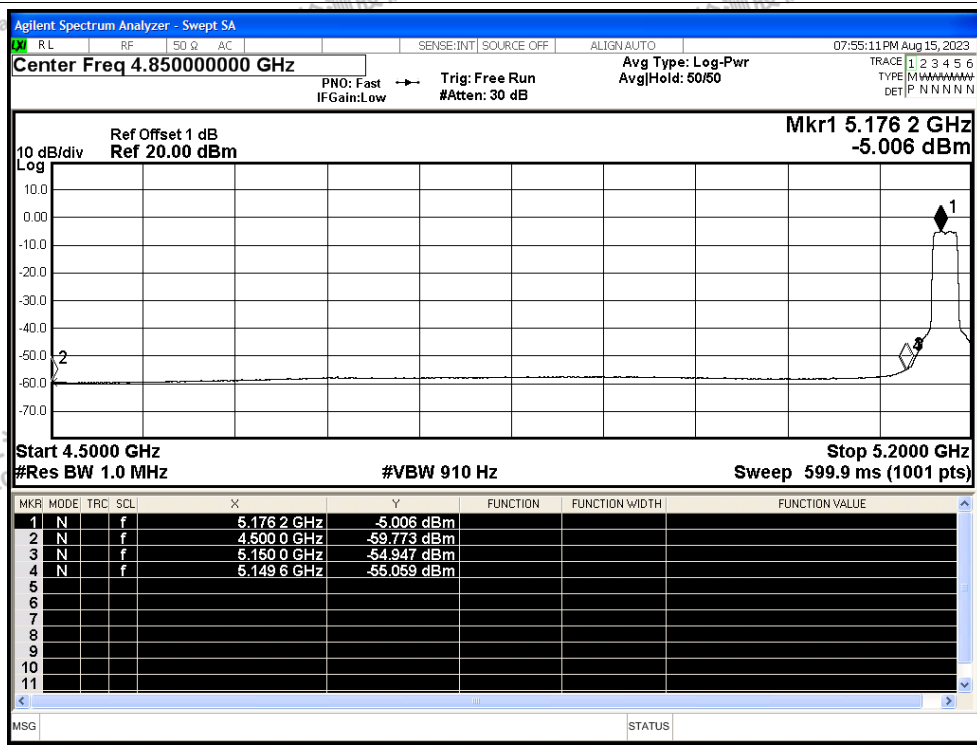 Agilent Spectrum Analyzer - Swept SA
LXI RL RF 50 Ω AC SENSE:INT SOURCE OFF ALIGN AUTO 07:55:11 PM Aug 15, 2023
Center Freq 4.850000000 GHz
PNO: Fast Trig: Free Run Avg Type: Log-Pwr TRACE 1 2 3 4 5 6
IFGain:Low #Atten: 30 dB Avg|Hold: 50/50 TYPE M
DET P N N N N N
Mkr1 5.176 2 GHz
-5.006 dBm
Ref Offset 1 dB
10 dB/div Ref 20.00 dBm
Log
10.0
0.00
-10.0
-20.0
-30.0
-40.0
-50.0
-60.0
-70.0
1
2
Start 4.5000 GHz Stop 5.2000 GHz
#Res BW 1.0 MHz #VBW 910 Hz Sweep 599.9 ms (1001 pts)
MKR MODE TRC SCL X Y FUNCTION FUNCTION WIDTH FUNCTION VALUE
1 N f 5.176 2 GHz -5.006 dBm
2 N f 4.500 0 GHz -59.773 dBm
3 N f 5.150 0 GHz -54.947 dBm
4 N f 5.149 6 GHz -55.059 dBm
5
6
7
8
9
10
11
MSG STATUS